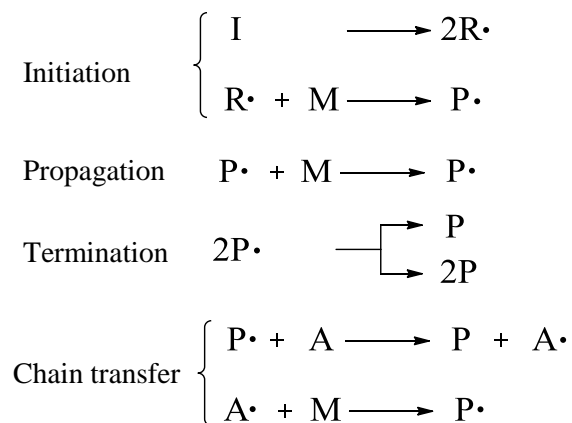 I ⟶ 2R•
Initiation
R• + M ⟶ P•
Propagation P• + M ⟶ P•
P
Termination 2P•
2P
P• + A ⟶ P + A•
Chain transfer
A• + M ⟶ P•